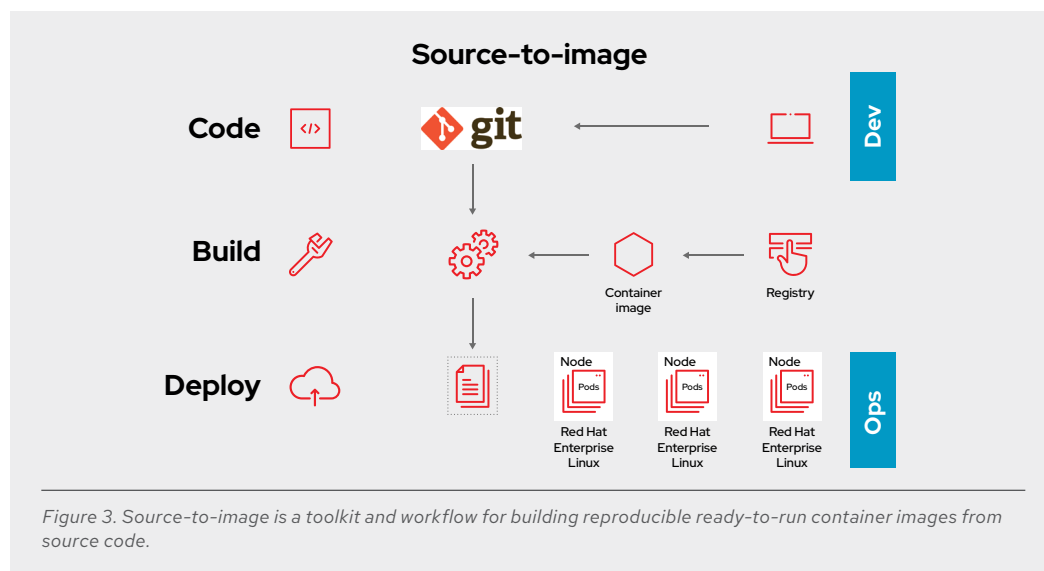 Source-to-image
Code
</>
git
Dev
Build
Container
image
Registry
Deploy
Node
Pods
Red Hat
Enterprise
Linux
Node
Pods
Red Hat
Enterprise
Linux
Node
Pods
Red Hat
Enterprise
Linux
Ops
Figure 3. Source-to-image is a toolkit and workflow for building reproducible ready-to-run container images from
source code.